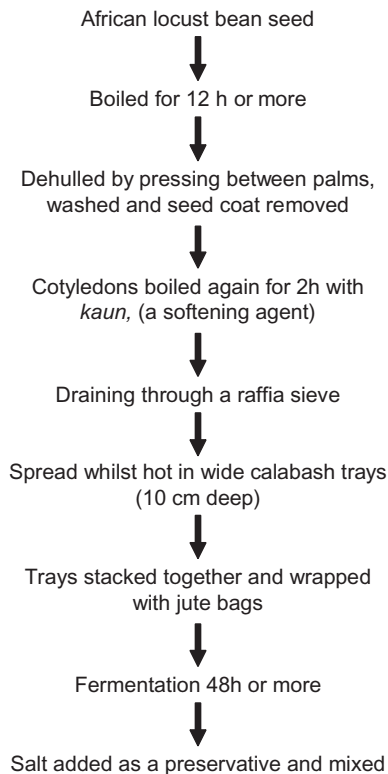 African locust bean seed
Boiled for 12 h or more
Dehulled by pressing between palms,
washed and seed coat removed
Cotyledons boiled again for 2h with
kaun, (a softening agent)
Draining through a raffia sieve
Spread whilst hot in wide calabash trays
(10 cm deep)
Trays stacked together and wrapped
with jute bags
Fermentation 48h or more
Salt added as a preservative and mixed